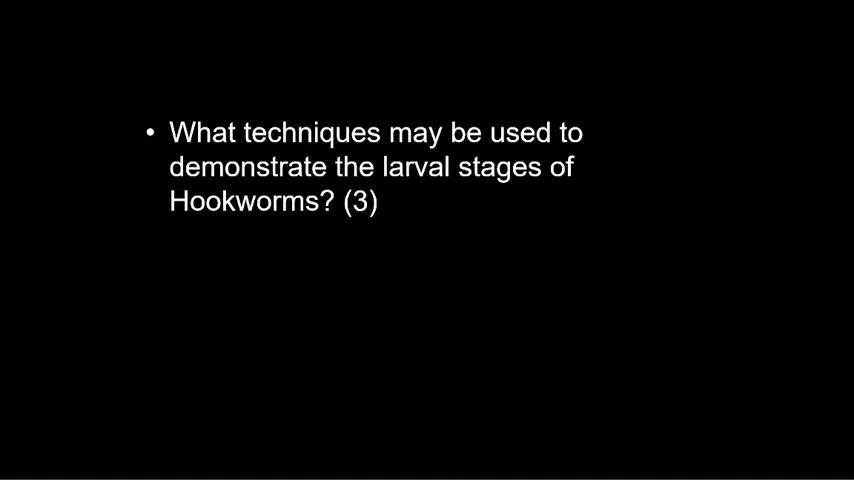 • What techniques may be used to
demonstrate the larval stages of
Hookworms? (3)